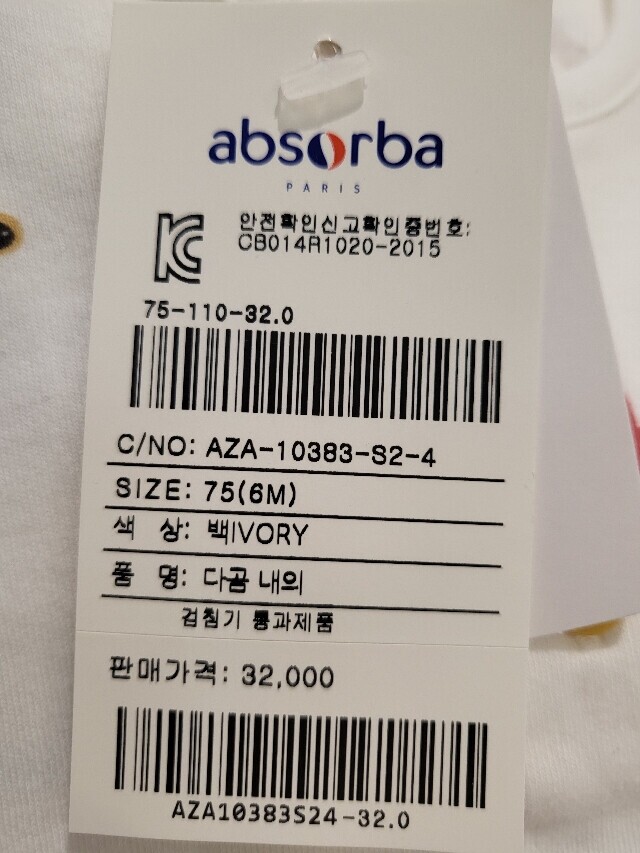 absorba
PARIS
안전확인신고확인증번호:
CB014R1020-2015
75-110-32.0
C/NO: AZA-10383-S2-4
SIZE: 75(6M)
색 상: 백IVORY
품 명: 다곰 내의
검침기 통과제품
판매가격: 32,000
AZA10383S24-32.0